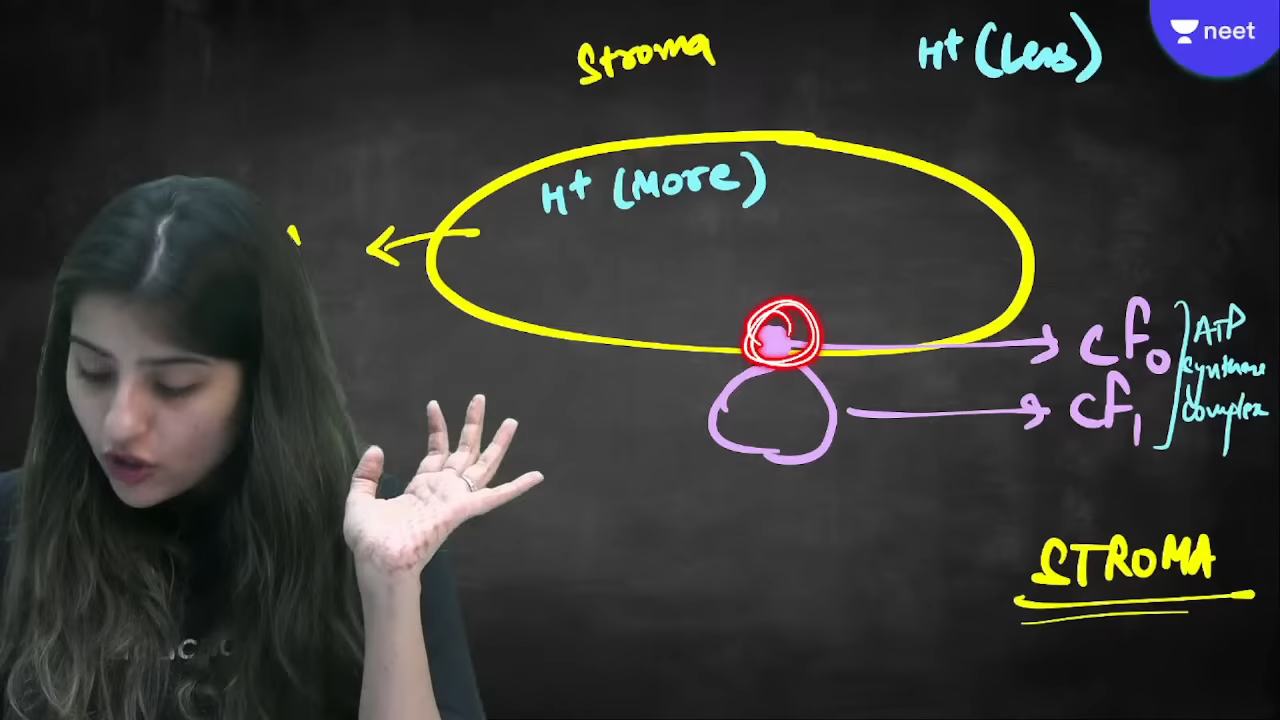 Stroma
H+ (Less)
neet
H+ (More)
CF0
CF1
ATP
Synthase
Complex
STROMA